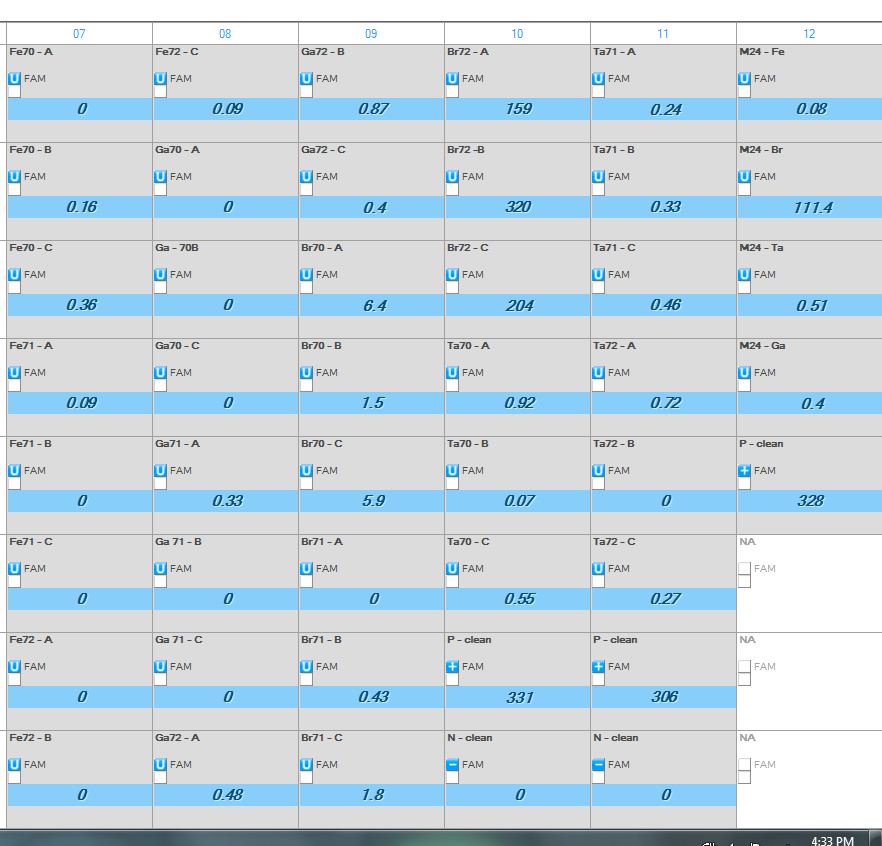 07 08 09 10 11 12
Fe70 - A Fe72 - C Ga72 - B Br72 - A Ta71 - A M24 - Fe
U FAM U FAM U FAM U FAM U FAM U FAM
0 0.09 0.87 159 0.24 0.08
Fe70 - B Ga70 - A Ga72 - C Br72 -B Ta71 - B M24 - Br
U FAM U FAM U FAM U FAM U FAM U FAM
0.16 0 0.4 320 0.33 111.4
Fe70 - C Ga - 70B Br70 - A Br72 - C Ta71 - C M24 - Ta
U FAM U FAM U FAM U FAM U FAM U FAM
0.36 0 6.4 204 0.46 0.51
Fe71 - A Ga70 - C Br70 - B Ta70 - A Ta72 - A M24 - Ga
U FAM U FAM U FAM U FAM U FAM U FAM
0.09 0 1.5 0.92 0.72 0.4
Fe71 - B Ga71 - A Br70 - C Ta70 - B Ta72 - B P - clean
U FAM U FAM U FAM U FAM U FAM + FAM
0 0.33 5.9 0.07 0 328
Fe71 - C Ga 71 - B Br71 - A Ta70 - C Ta72 - C NA
U FAM U FAM U FAM U FAM U FAM FAM
0 0 0 0.55 0.27
Fe72 - A Ga 71 - C Br71 - B P - clean P - clean NA
U FAM U FAM U FAM + FAM + FAM FAM
0 0 0.43 331 306
Fe72 - B Ga72 - A Br71 - C N - clean N - clean NA
U FAM U FAM U FAM − FAM − FAM FAM
0 0.48 1.8 0 0
4:33 PM